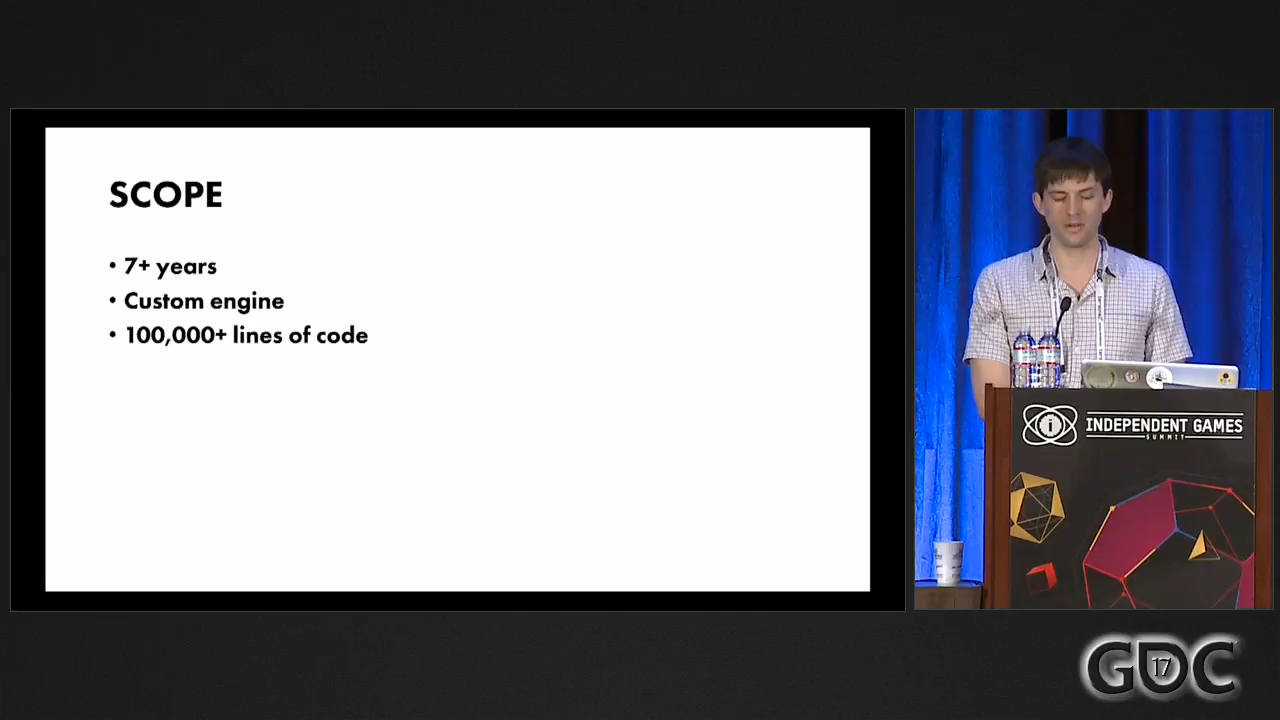 SCOPE
• 7+ years
• Custom engine
• 100,000+ lines of code
INDEPENDENT GAMES
SUMMIT
GDC
17